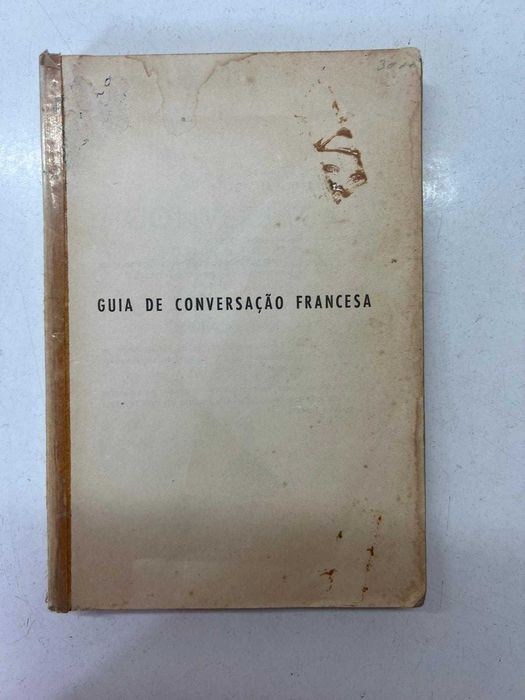 GUIA DE CONVERSAÇÃO FRANCESA